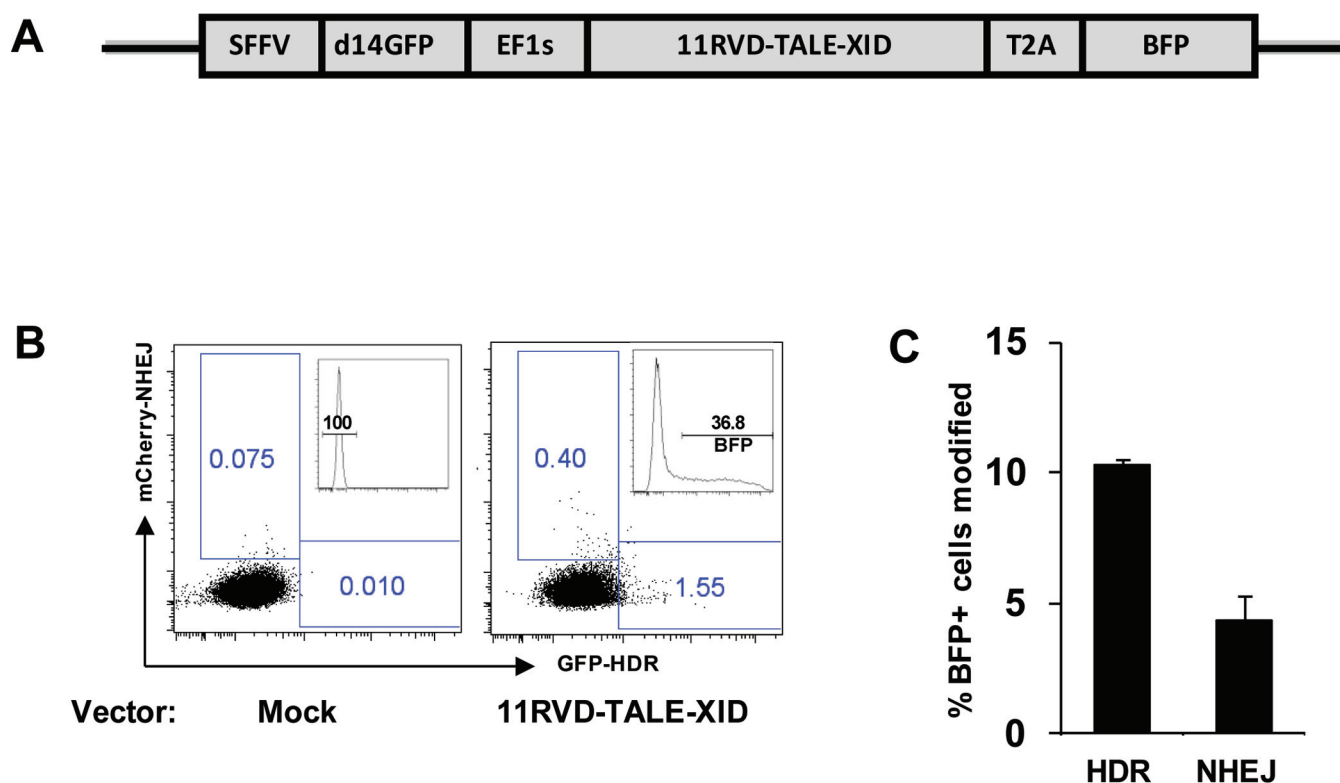 A
SFFV d14GFP EF1s 11RVD-TALE-XID T2A BFP
B
mCherry-NHEJ
100
0.075
0.010
36.8
BFP
0.40
1.55
GFP-HDR
Vector: Mock 11RVD-TALE-XID
C
% BFP+ cells modified
15
10
5
0
HDR NHEJ